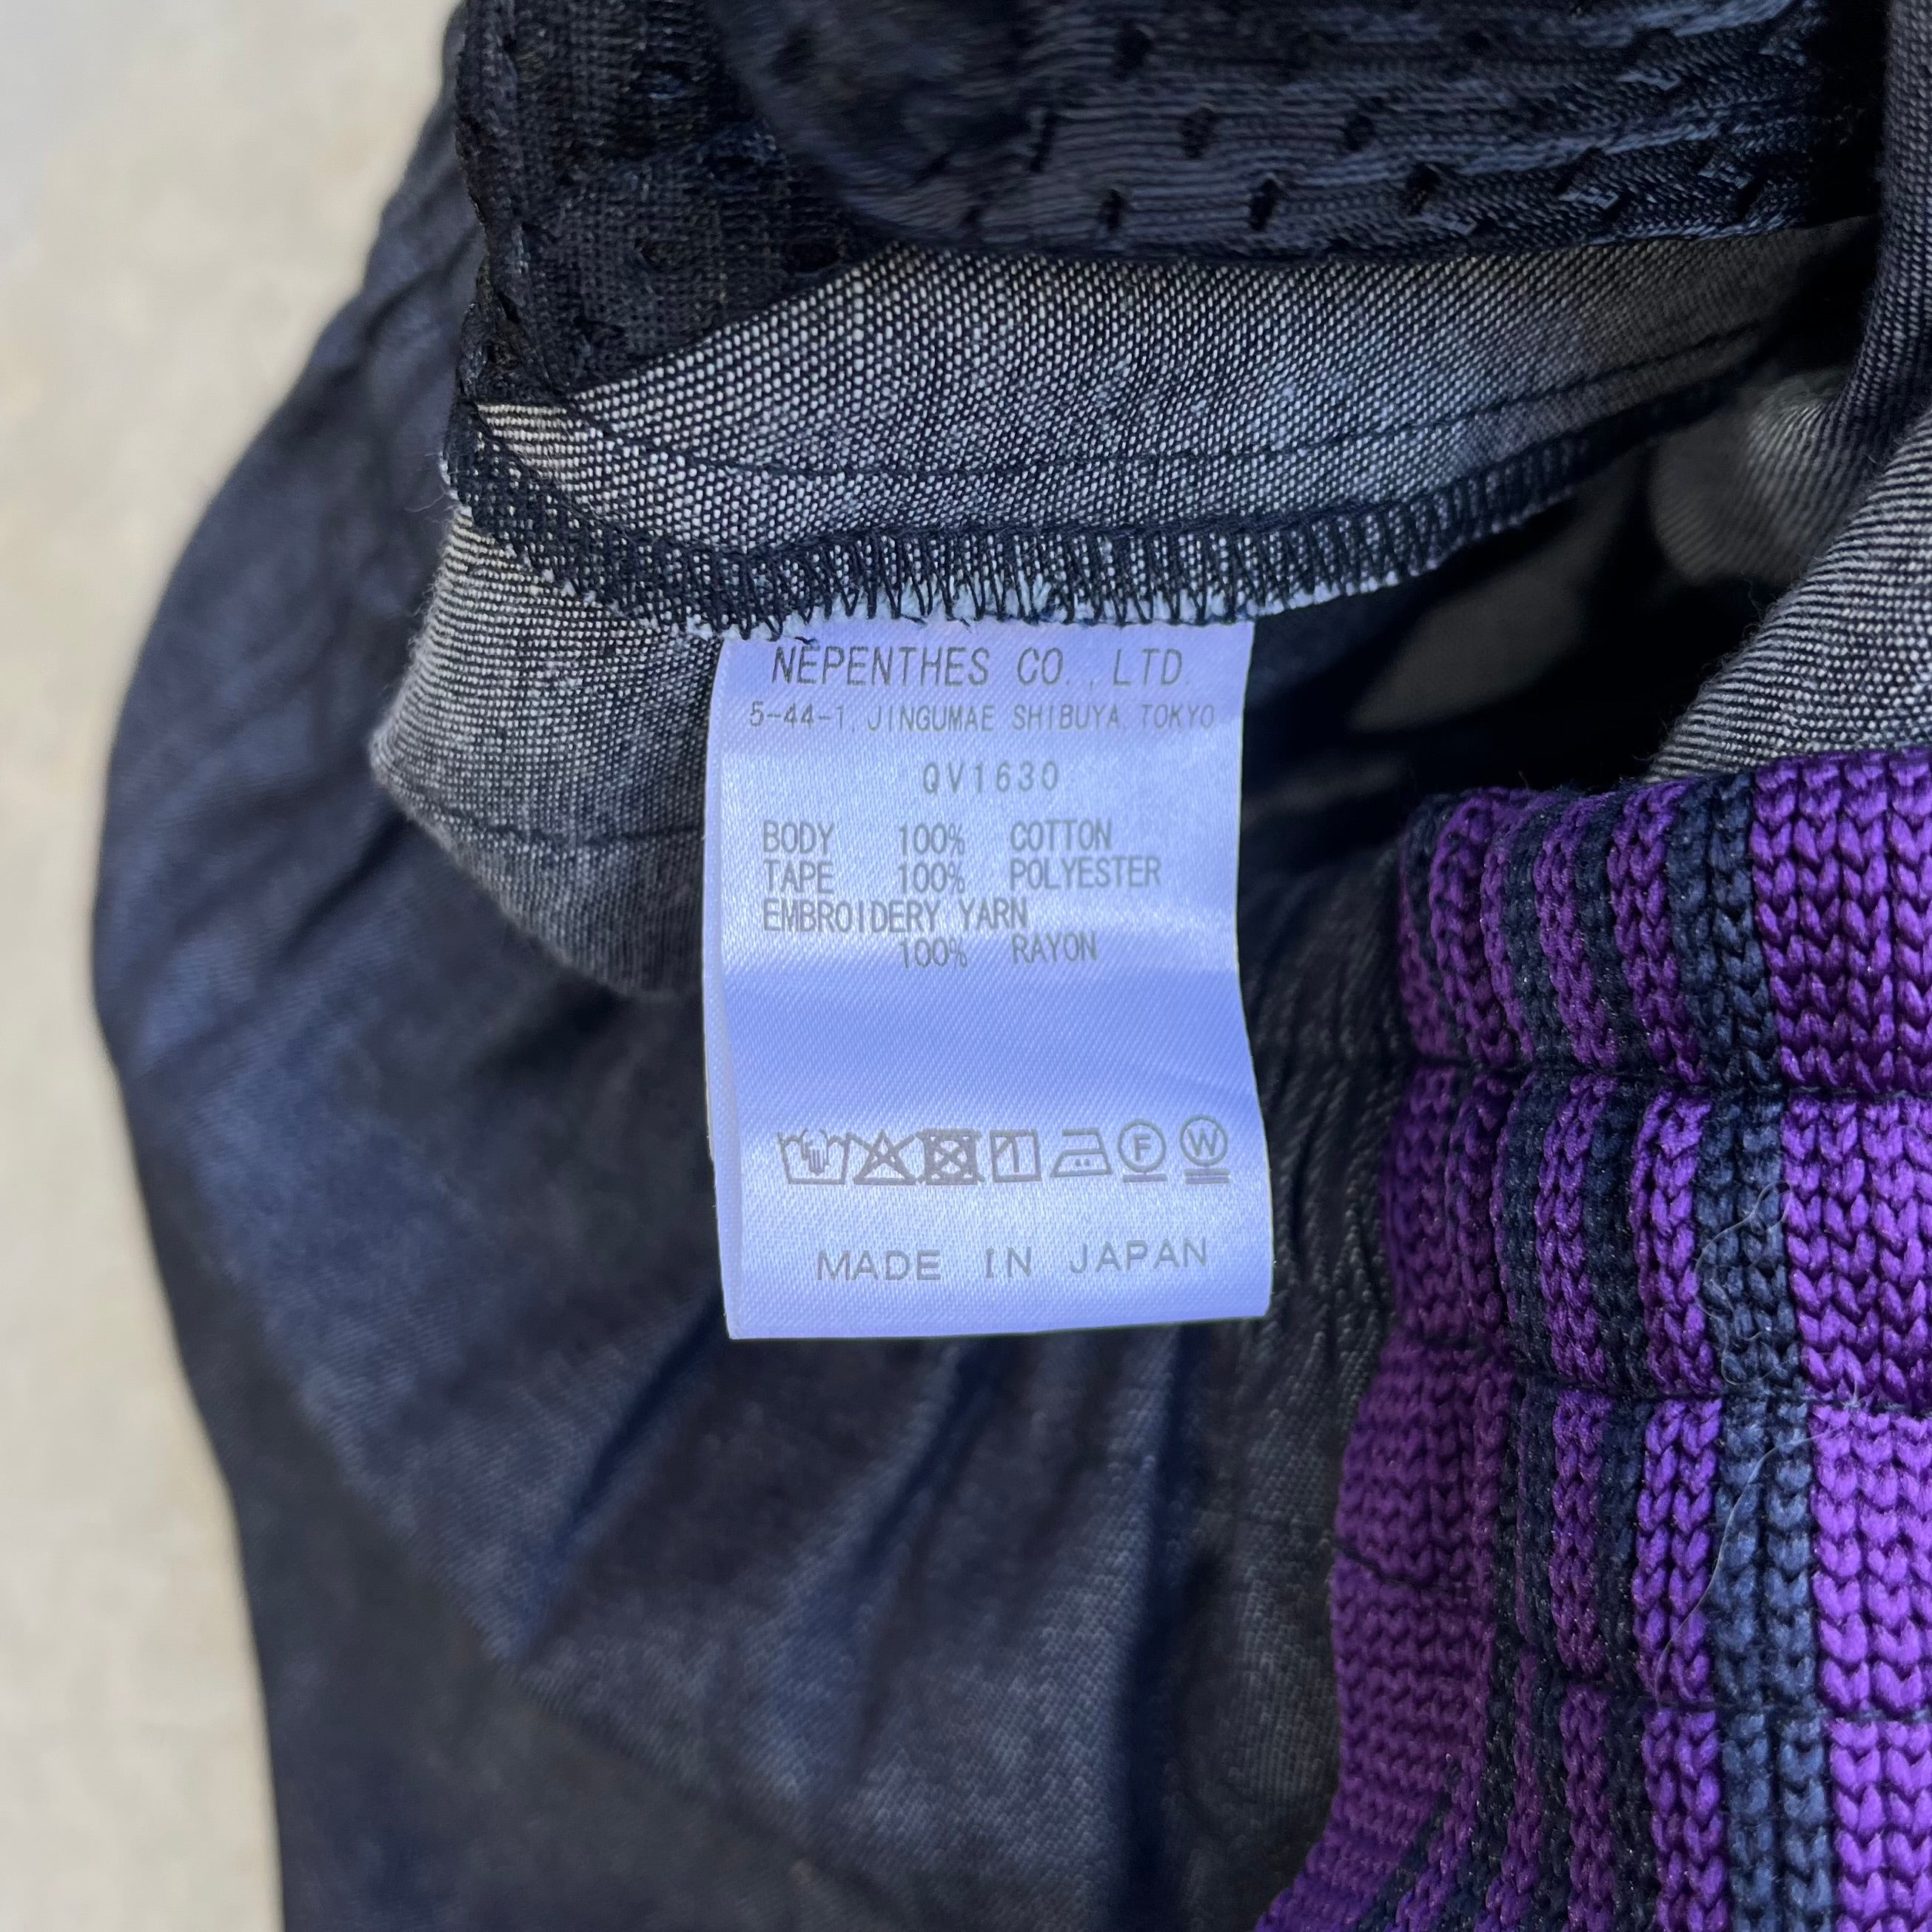 NEPENTHES CO., LTD.
5-44-1, JINGUMAE SHIBUYA, TOKYO
QV1630
BODY 100% COTTON
TAPE 100% POLYESTER
EMBROIDERY YARN
100% RAYON
F W
MADE IN JAPAN